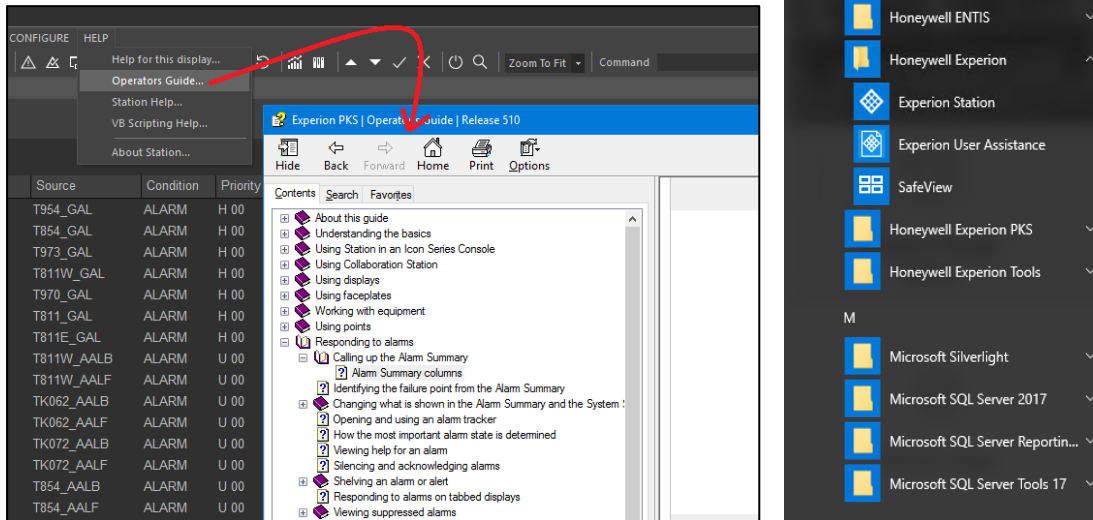 CONFIGURE HELP
Help for this display...
Operators Guide...
Station Help...
VB Scripting Help...
About Station...
Zoom To Fit
Command
Source Condition Priority
T954_GAL ALARM H 00
T854_GAL ALARM H 00
T973_GAL ALARM H 00
T811W_GAL ALARM H 00
T970_GAL ALARM H 00
T811_GAL ALARM H 00
T811E_GAL ALARM H 00
T811W_AALB ALARM U 00
T811W_AALF ALARM U 00
TK062_AALB ALARM U 00
TK062_AALF ALARM U 00
TK072_AALB ALARM U 00
TK072_AALF ALARM U 00
T854_AALB ALARM U 00
T854_AALF ALARM U 00
Experion PKS | Operators Guide | Release 510
Hide Back Forward Home Print Options
Contents Search Favorites
About this guide
Understanding the basics
Using Station in an Icon Series Console
Using Collaboration Station
Using displays
Using faceplates
Working with equipment
Using points
Responding to alarms
Calling up the Alarm Summary
Alarm Summary columns
Identifying the failure point from the Alarm Summary
Changing what is shown in the Alarm Summary and the System
Opening and using an alarm tracker
How the most important alarm state is determined
Viewing help for an alarm
Silencing and acknowledging alarms
Shelving an alarm or alert
Responding to alarms on tabbed displays
Viewing suppressed alarms
Honeywell ENTIS
Honeywell Experion
Experion Station
Experion User Assistance
SafeView
Honeywell Experion PKS
Honeywell Experion Tools
M
Microsoft Silverlight
Microsoft SQL Server 2017
Microsoft SQL Server Reportin...
Microsoft SQL Server Tools 17